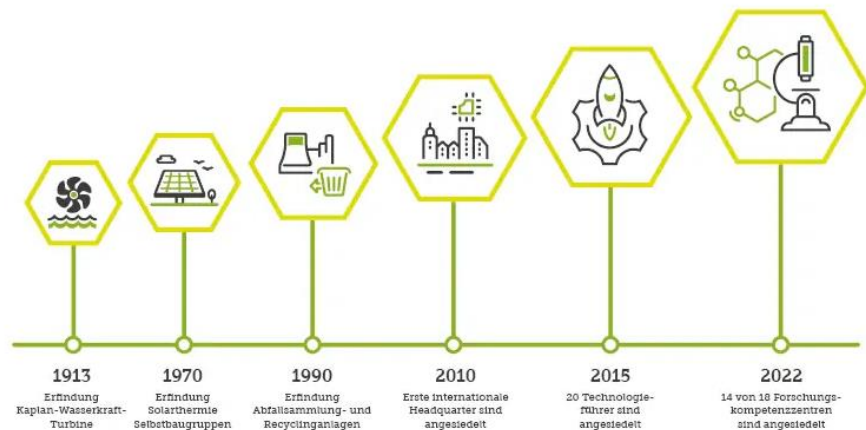 1913
Erfindung
Kaplan-Wasserkraft-
Turbine
1970
Erfindung
Solarthermie
Selbstbaugruppen
1990
Erfindung
Abfallsammlung- und
Recyclinganlagen
2010
Erste internationale
Headquarter sind
angesiedelt
2015
20 Technologie-
führer sind
angesiedelt
2022
14 von 18 Forschungs-
kompetenzzentren
sind angesiedelt